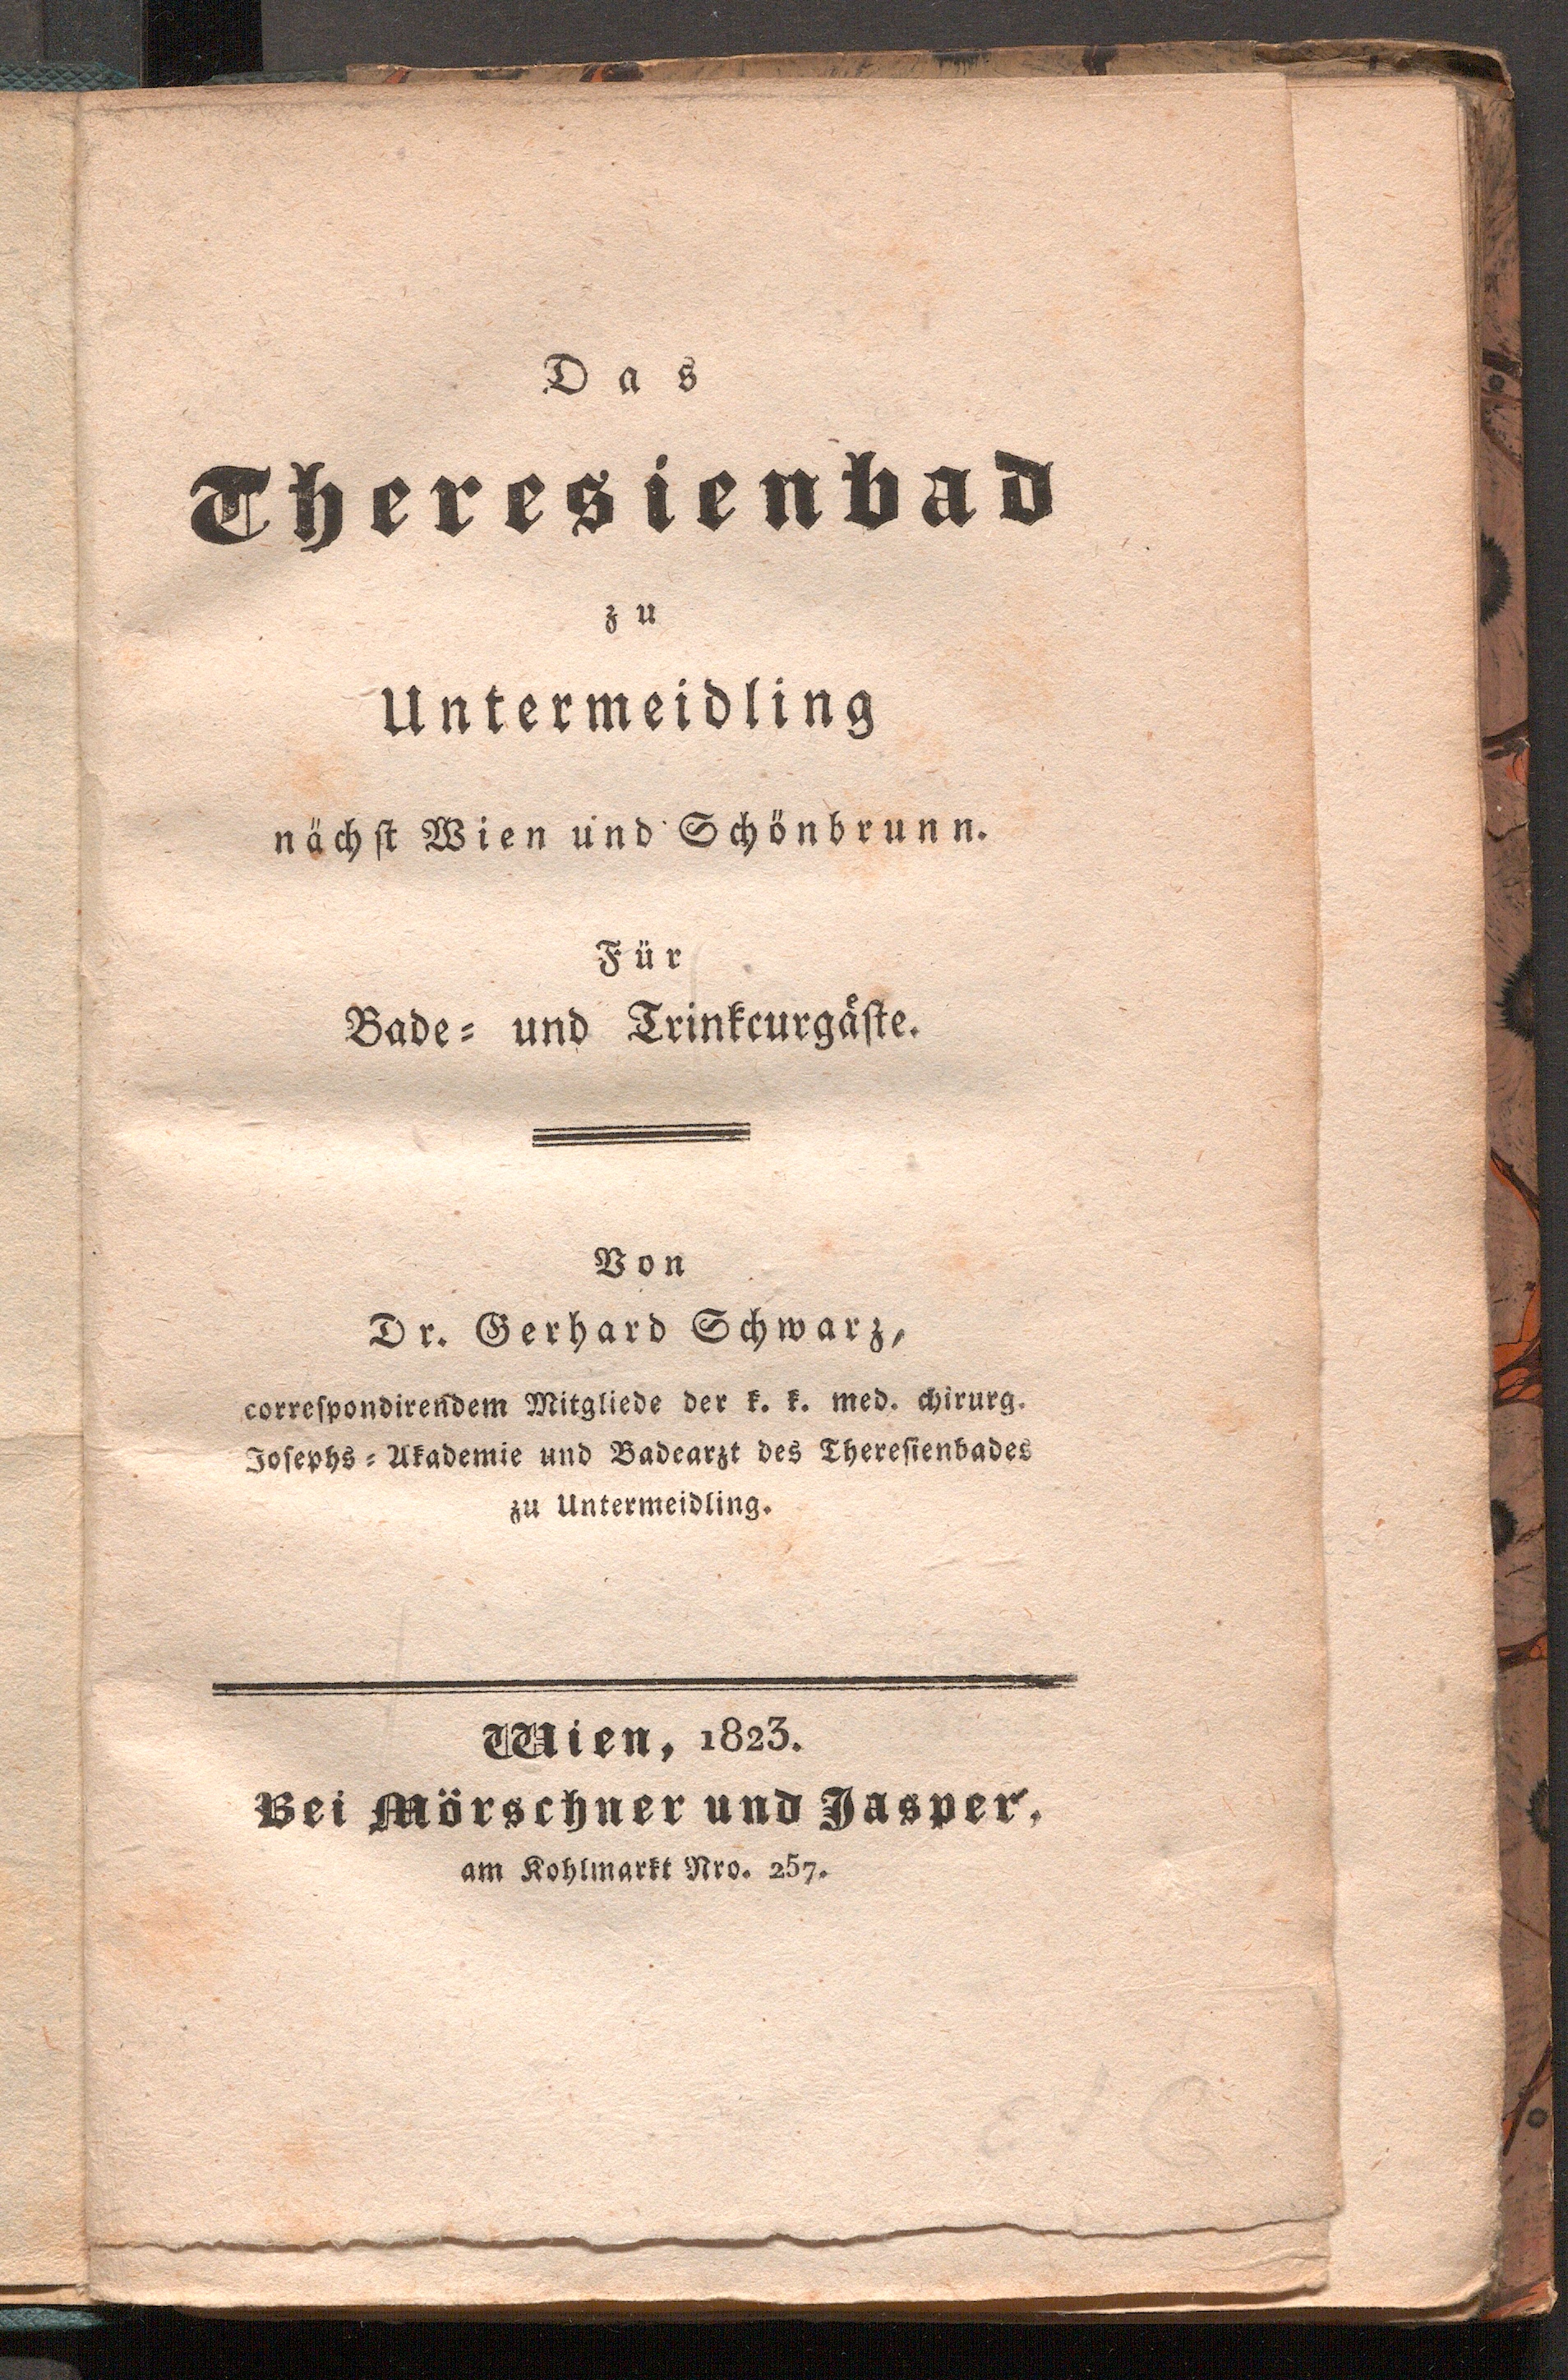 Das
Theresienbad
zu
Untermeidling
nächst Wien und Schönbrunn.
Für
Bade- und Trinkcurgäste.
Von
Dr. Gerhard Schwarz,
correspondirendem Mitgliede der k. k. med. chirurg.
Josephs-Akademie und Badearzt des Theresienbades
zu Untermeidling.
Wien, 1823.
Bei Mörschner und Jasper,
am Kohlmarkt Nro. 257.